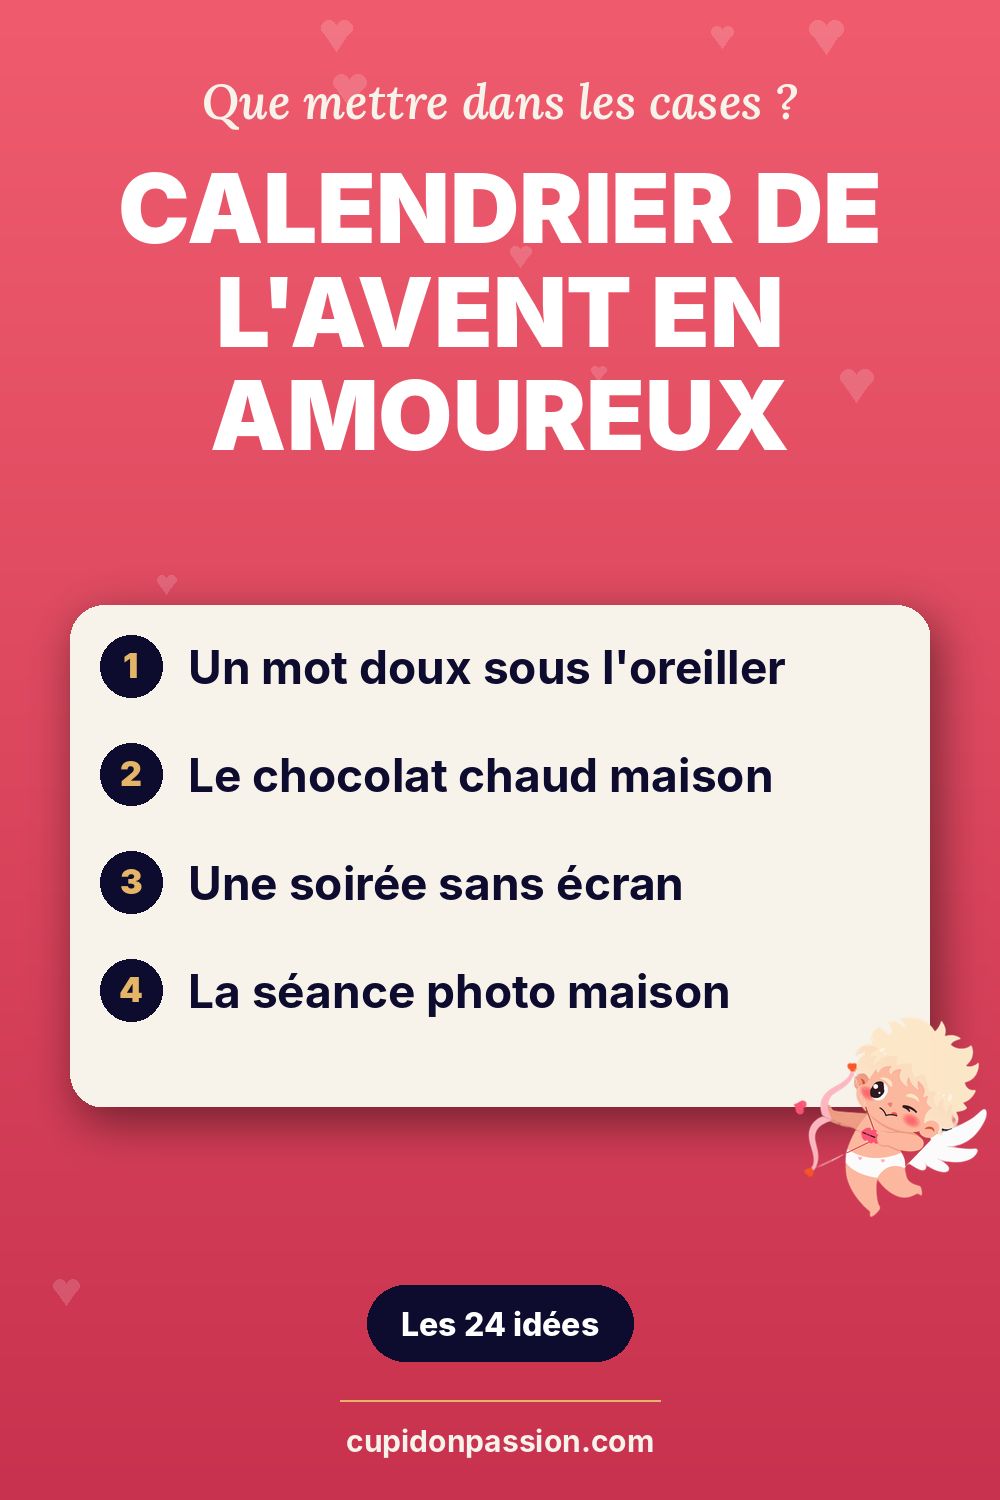 Que mettre dans les cases ?
CALENDRIER DE
L'AVENT EN
AMOUREUX
1 Un mot doux sous l'oreiller
2 Le chocolat chaud maison
3 Une soirée sans écran
4 La séance photo maison
Les 24 idées
cupidonpassion.com